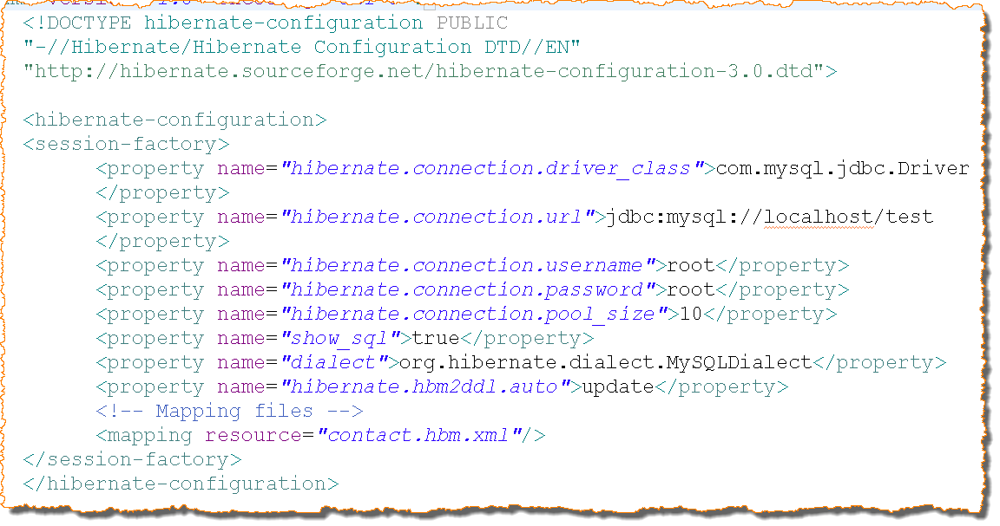 <!DOCTYPE hibernate-configuration PUBLIC
"-//Hibernate/Hibernate Configuration DTD//EN"
"http://hibernate.sourceforge.net/hibernate-configuration-3.0.dtd">
<hibernate-configuration>
<session-factory>
<property name="hibernate.connection.driver_class">com.mysql.jdbc.Driver
</property>
<property name="hibernate.connection.url">jdbc:mysql://localhost/test
</property>
<property name="hibernate.connection.username">root</property>
<property name="hibernate.connection.password">root</property>
<property name="hibernate.connection.pool_size">10</property>
<property name="show_sql">true</property>
<property name="dialect">org.hibernate.dialect.MySQLDialect</property>
<property name="hibernate.hbm2ddl.auto">update</property>
<!-- Mapping files -->
<mapping resource="contact.hbm.xml"/>
</session-factory>
</hibernate-configuration>